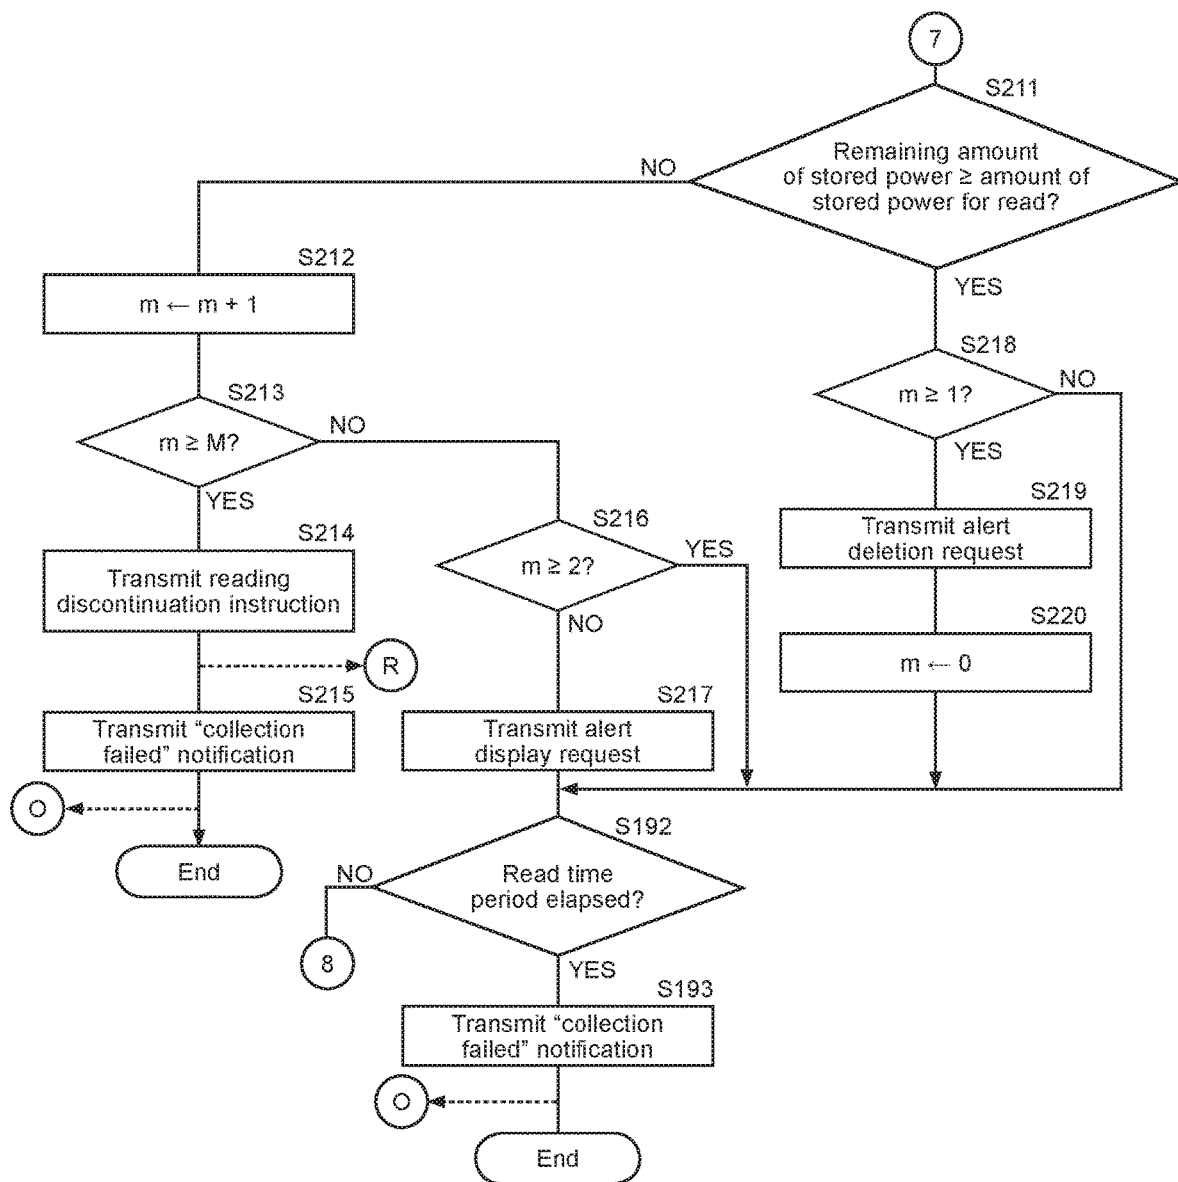 7
S211
Remaining amount
of stored power ≥ amount of
stored power for read?
NO
YES
S212
m ← m + 1
S213
m ≥ M?
NO
YES
S214
Transmit reading
discontinuation instruction
R
S215
Transmit “collection
failed” notification
O
End
S216
m ≥ 2?
YES
NO
S217
Transmit alert
display request
S218
m ≥ 1?
NO
YES
S219
Transmit alert
deletion request
S220
m ← 0
S192
Read time
period elapsed?
NO
8
YES
S193
Transmit “collection
failed” notification
O
End